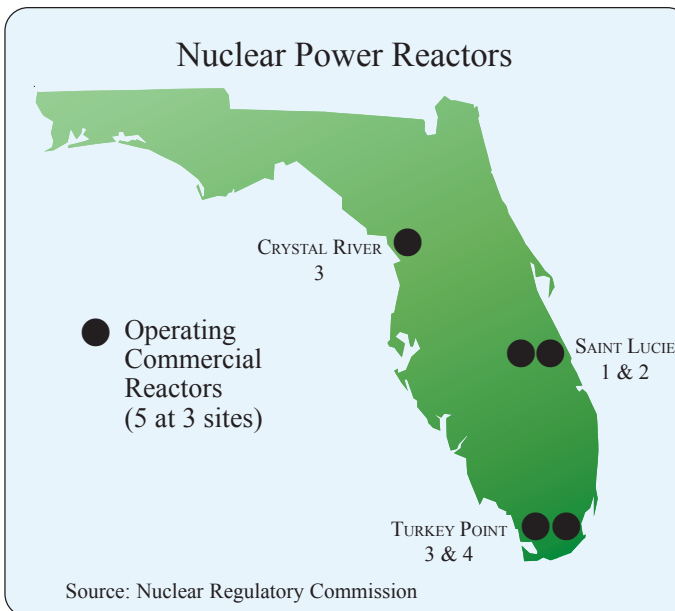 Nuclear Power Reactors
CRYSTAL RIVER
3
Operating
Commercial
Reactors
(5 at 3 sites)
SAINT LUCIE
1 & 2
TURKEY POINT
3 & 4
Source: Nuclear Regulatory Commission